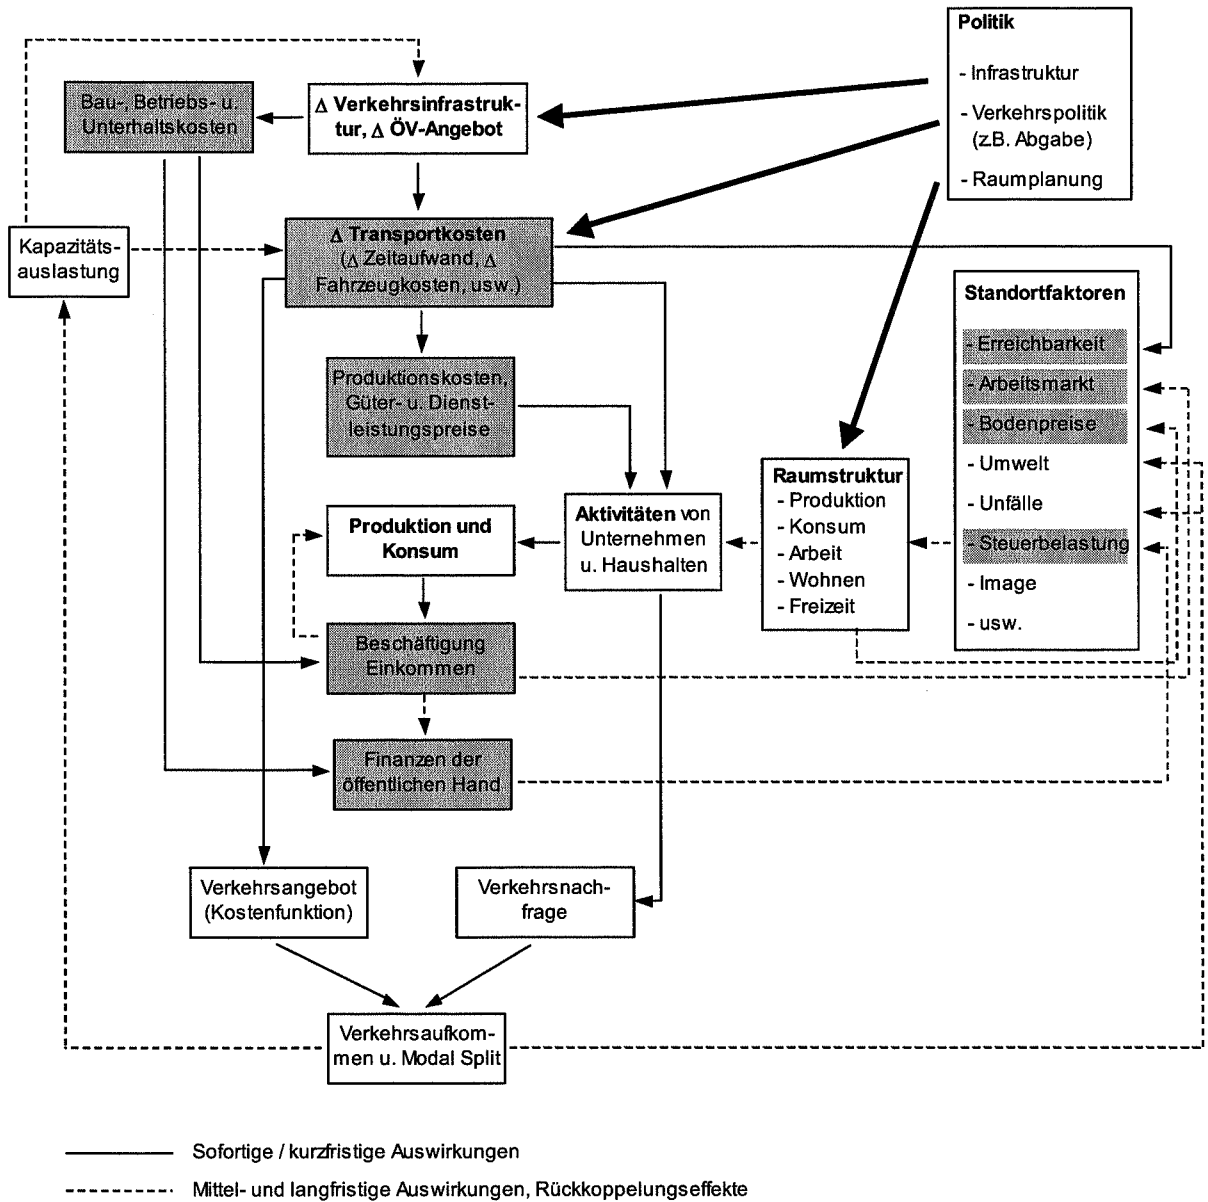 Politik
- Infrastruktur
- Verkehrspolitik
(z.B. Abgabe)
- Raumplanung
Bau-, Betriebs- u.
Unterhaltskosten
Δ Verkehrsinfrastruk-
tur, Δ ÖV-Angebot
Kapazitäts-
auslastung
Δ Transportkosten
(Δ Zeitaufwand, Δ
Fahrzeugkosten, usw.)
Standortfaktoren
- Erreichbarkeit
- Arbeitsmarkt
- Bodenpreise
- Umwelt
- Unfälle
- Steuerbelastung
- Image
- usw.
Produktionskosten,
Güter- u. Dienst-
leistungspreise
Raumstruktur
- Produktion
- Konsum
- Arbeit
- Wohnen
- Freizeit
Aktivitäten von
Unternehmen
u. Haushalten
Produktion und
Konsum
Beschäftigung
Einkommen
Finanzen der
öffentlichen Hand
Verkehrsangebot
(Kostenfunktion)
Verkehrsnach-
frage
Verkehrsaufkom-
men u. Modal Split
Sofortige / kurzfristige Auswirkungen
Mittel- und langfristige Auswirkungen, Rückkoppelungseffekte